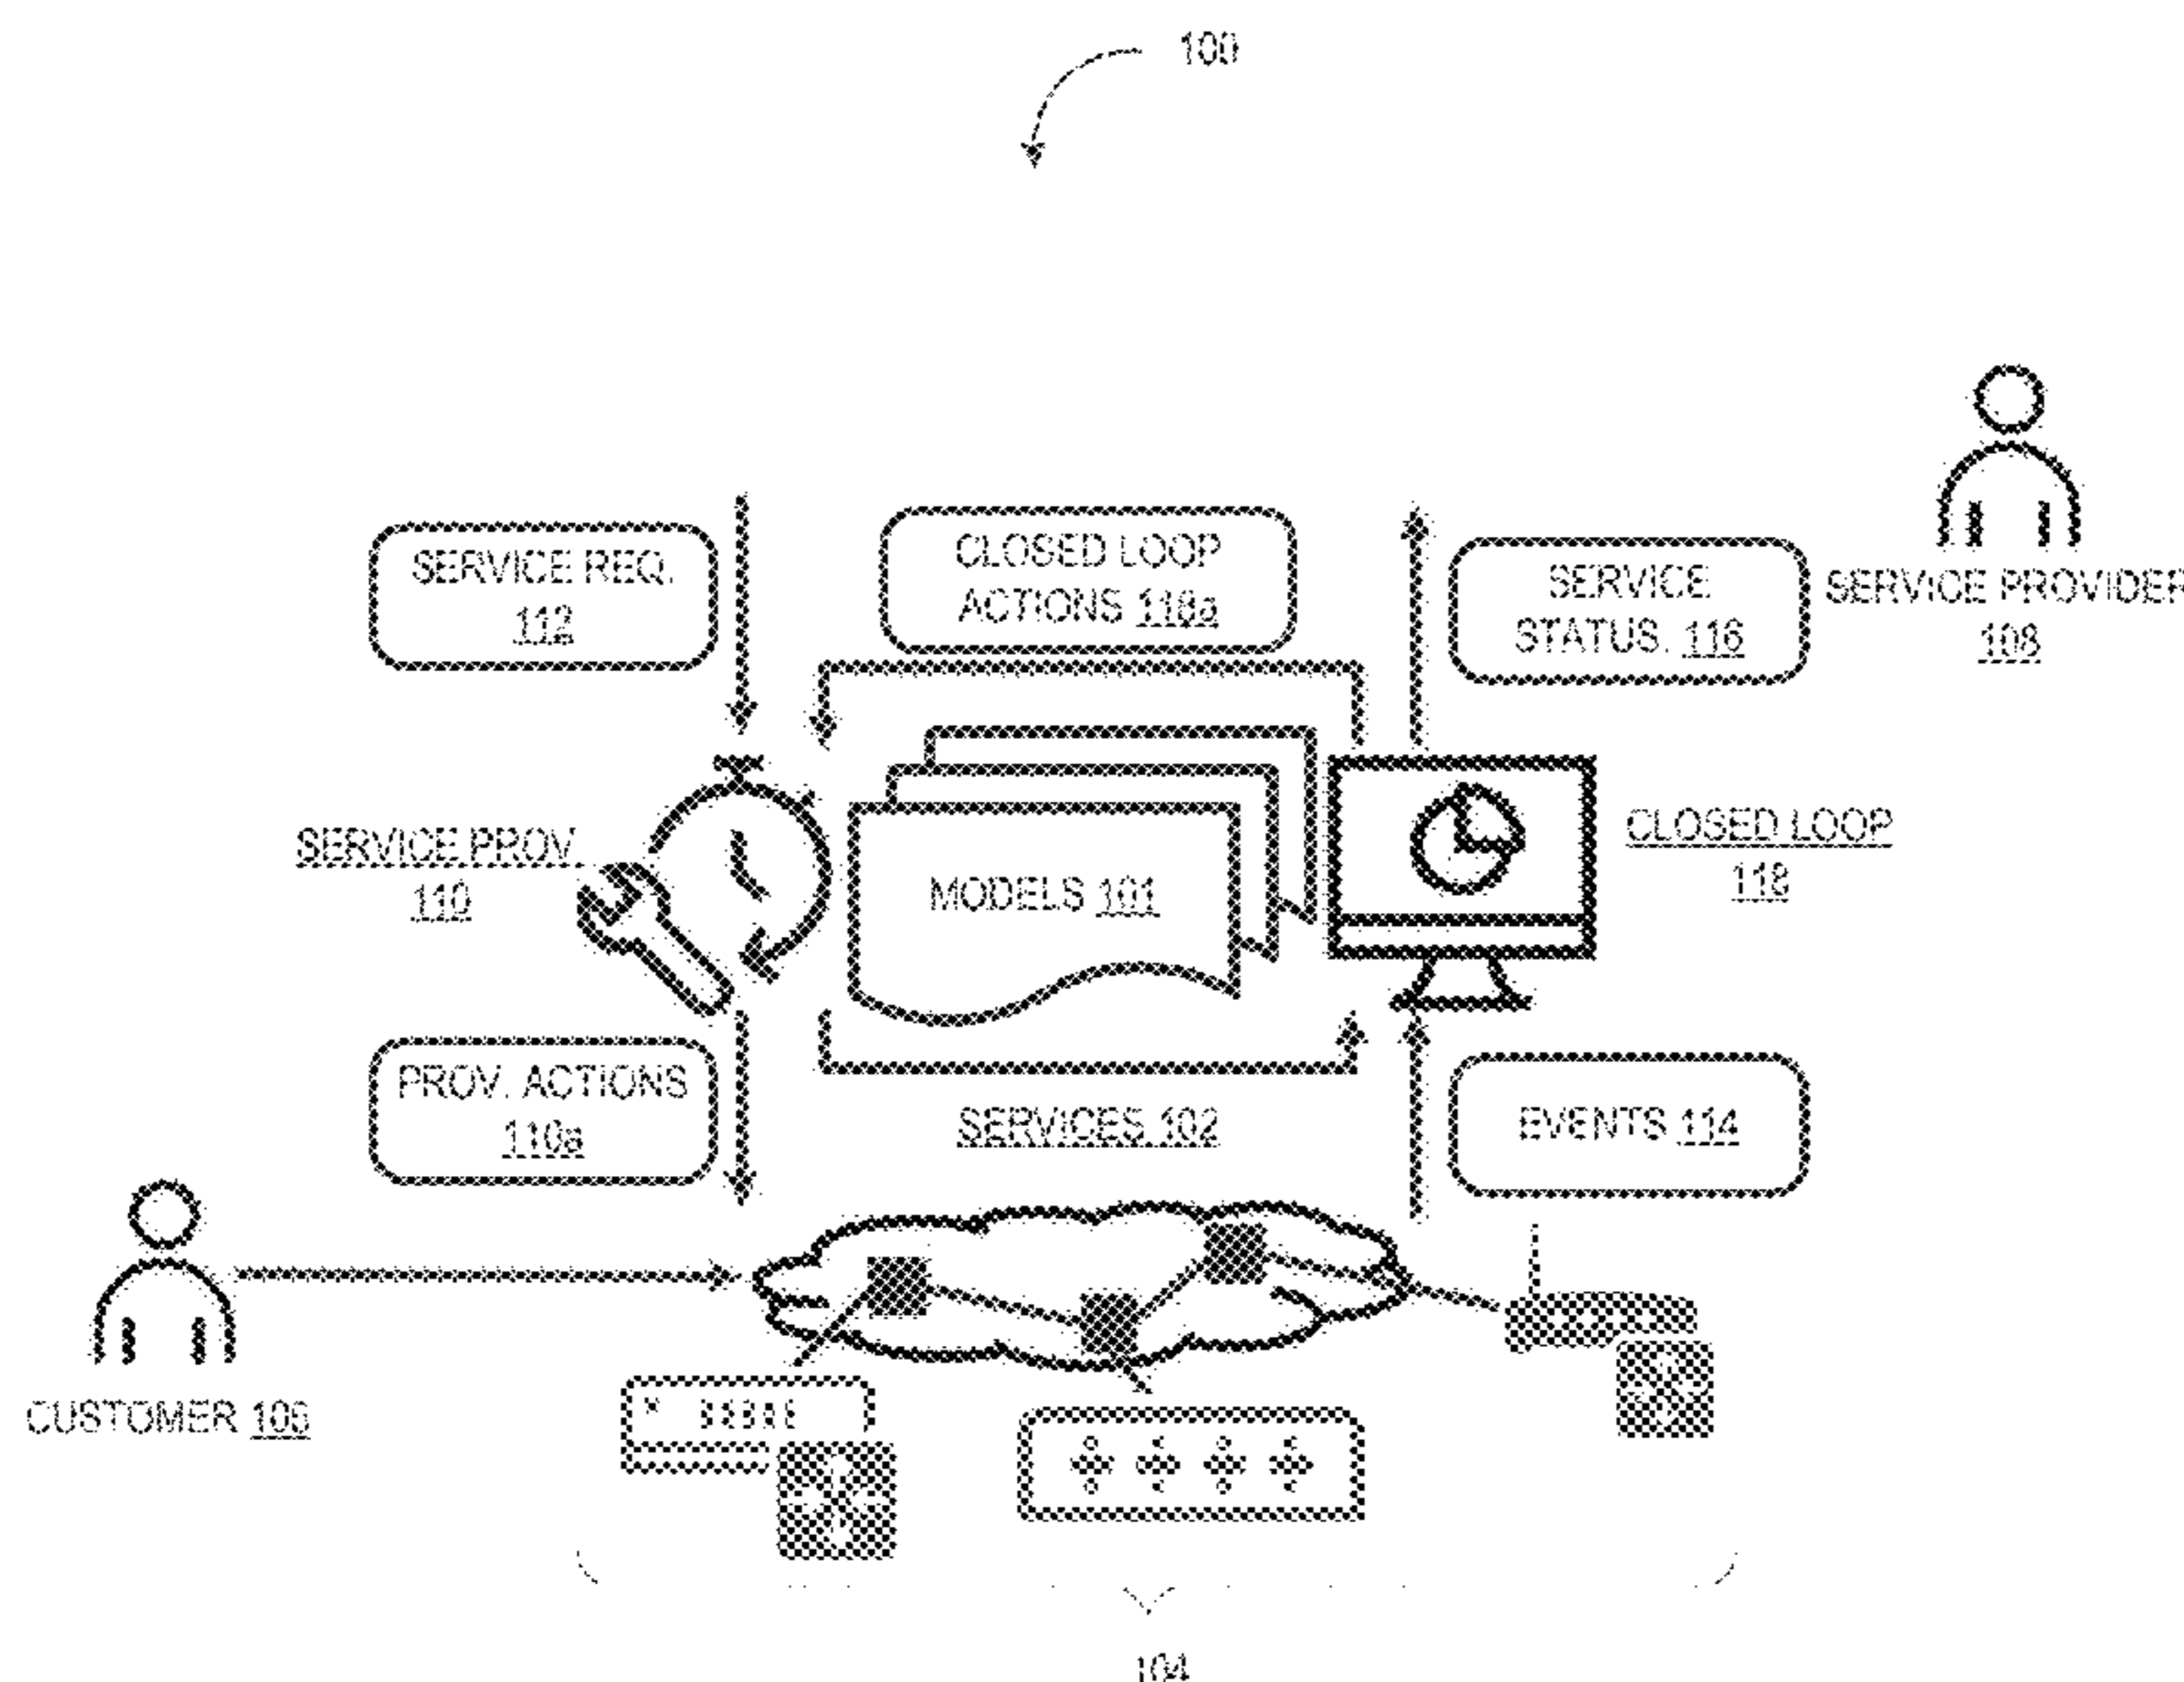 100
SERVICE REQ.
112
CLOSED LOOP
ACTIONS 118a
SERVICE
STATUS. 116
SERVICE PROVIDER
108
SERVICE PROV.
110
MODELS 101
CLOSED LOOP
118
PROV. ACTIONS
110a
SERVICES 102
EVENTS 114
CUSTOMER 106
104